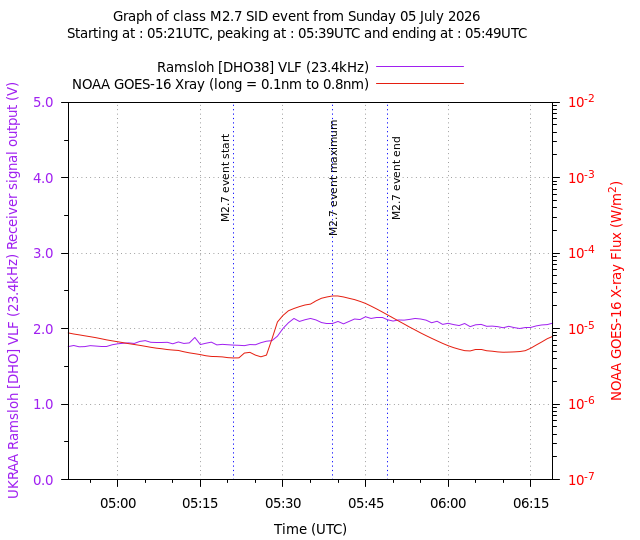 Graph of class M2.7 SID event from Sunday 05 July 2026
Starting at : 05:21UTC, peaking at : 05:39UTC and ending at : 05:49UTC
Ramsloh [DHO38] VLF (23.4kHz)
NOAA GOES-16 Xray (long = 0.1nm to 0.8nm)
UKRAA Ramsloh [DHO] VLF (23.4kHz) Receiver signal output (V)
5.0
4.0
3.0
2.0
1.0
0.0
M2.7 event start
M2.7 event maximum
M2.7 event end
10⁻²
10⁻³
10⁻⁴
10⁻⁵
10⁻⁶
10⁻⁷
NOAA GOES-16 X-ray Flux (W/m²)
05:00 05:15 05:30 05:45 06:00 06:15
Time (UTC)